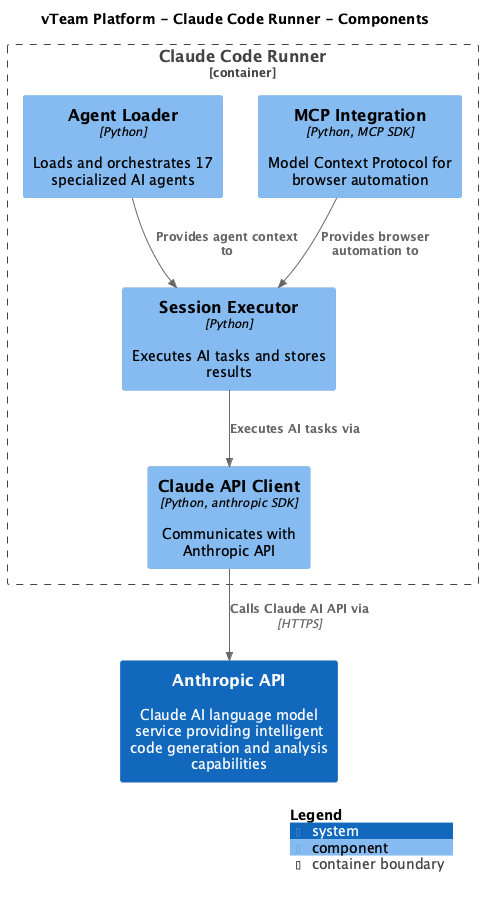 vTeam Platform – Claude Code Runner – Components
Claude Code Runner
[container]
Agent Loader
[Python]
Loads and orchestrates 17
specialized AI agents
MCP Integration
[Python, MCP SDK]
Model Context Protocol for
browser automation
Provides agent context
to
Provides browser
automation to
Session Executor
[Python]
Executes AI tasks and stores
results
Executes AI tasks via
Claude API Client
[Python, anthropic SDK]
Communicates with
Anthropic API
Calls Claude AI API via
[HTTPS]
Anthropic API
Claude AI language model
service providing intelligent
code generation and analysis
capabilities
Legend
system
component
container boundary